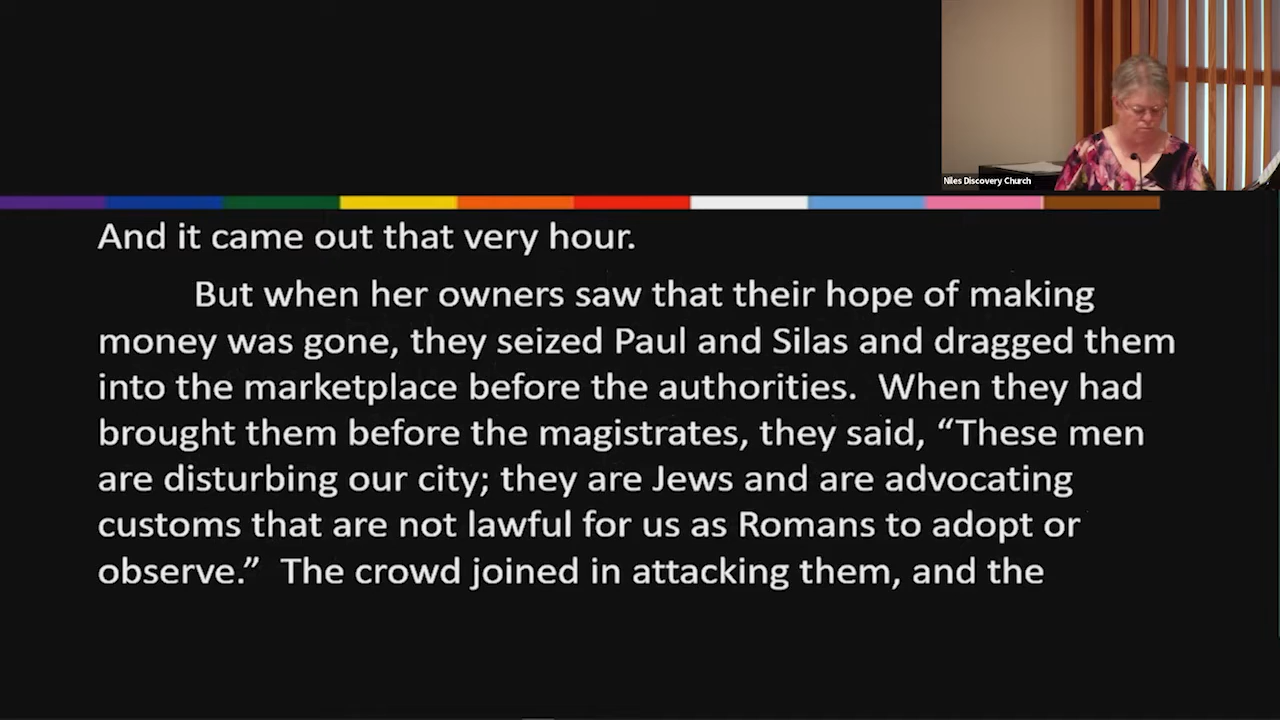 Niles Discovery Church
And it came out that very hour.
But when her owners saw that their hope of making
money was gone, they seized Paul and Silas and dragged them
into the marketplace before the authorities.  When they had
brought them before the magistrates, they said, “These men
are disturbing our city; they are Jews and are advocating
customs that are not lawful for us as Romans to adopt or
observe.”  The crowd joined in attacking them, and the